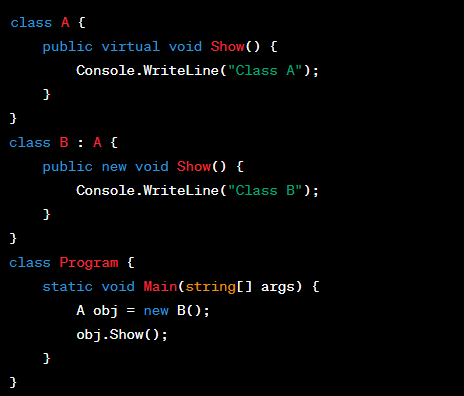 class A {
    public virtual void Show() {
        Console.WriteLine("Class A");
    }
}
class B : A {
    public new void Show() {
        Console.WriteLine("Class B");
    }
}
class Program {
    static void Main(string[] args) {
        A obj = new B();
        obj.Show();
    }
}